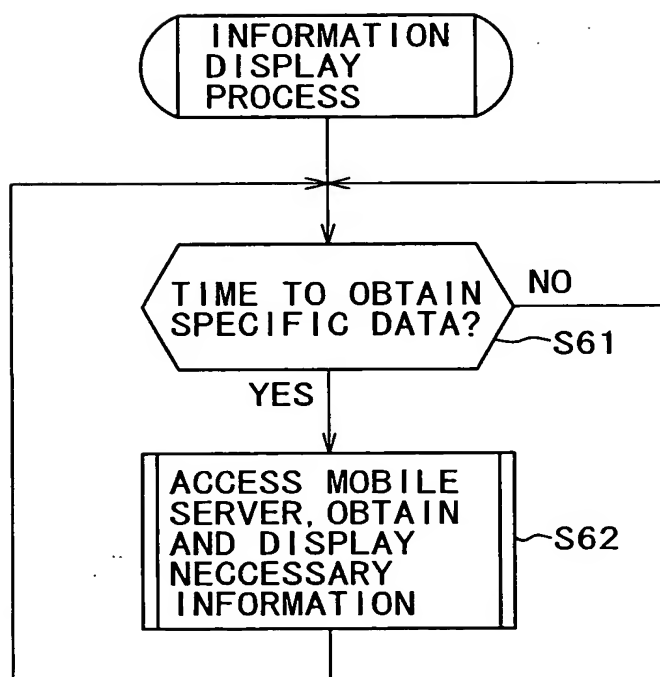 INFORMATION
DISPLAY
PROCESS
TIME TO OBTAIN
SPECIFIC DATA?
NO
S61
YES
ACCESS MOBILE
SERVER, OBTAIN
AND DISPLAY
NECCESSARY
INFORMATION
S62